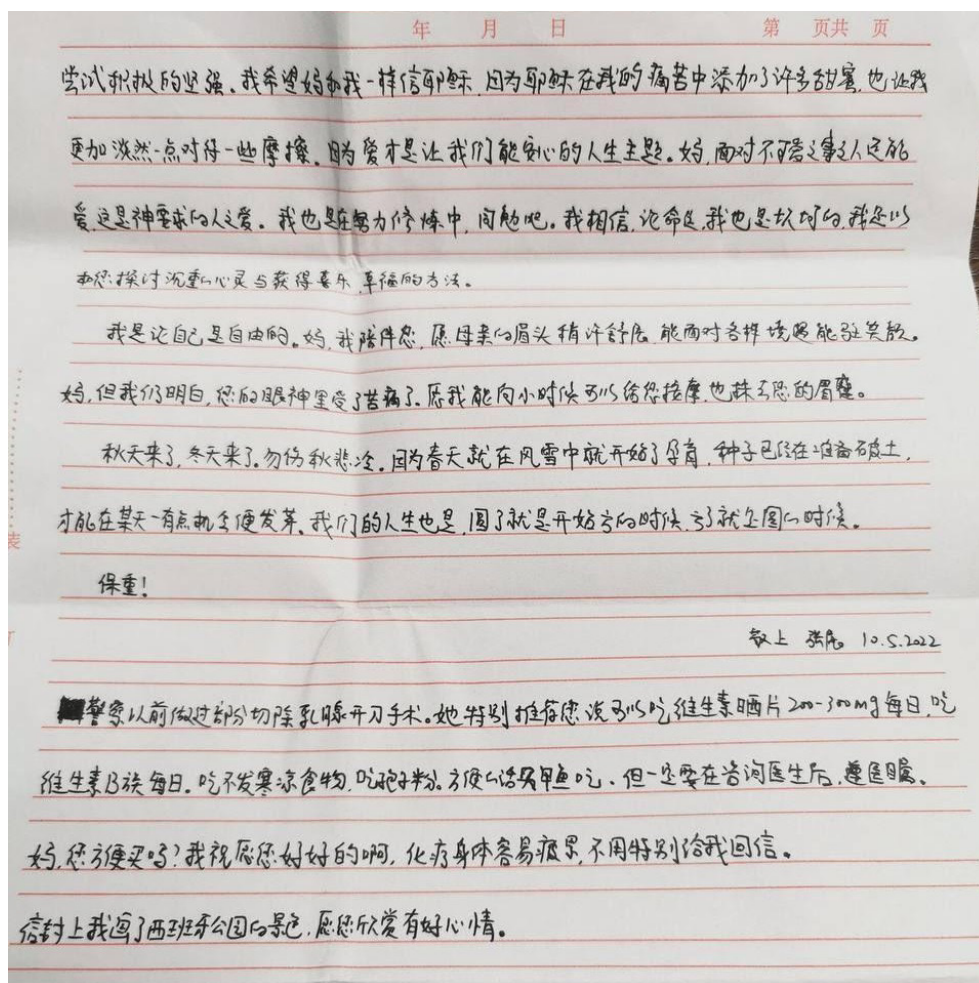 年 月 日 第 页共 页
尝试积极的坚强。我希望妈和我一样信耶稣,因为耶稣在我的痛苦中添加了许多甜蜜,也让我
更加淡然一点对待一些摩擦,因为爱才是让我们能安心的人生主题。妈,面对不可爱之事之人还能
爱,这是神要求的人之爱。我也是在努力修炼中,同勉吧。我相信,论命运,我也是坎坷的,我足以
和您探讨沉重的心灵与获得喜乐、幸福的方法。
我是让自己是自由的。妈,我陪伴您,愿母亲的眉头稍许舒展,能面对各样境遇能驻笑颜。
妈,但我们明白,您的眼神里受了苦痛了。愿我能向小时候可以给您按摩,也抹去您的眉蹙。
秋天来了,冬天来了。勿伤秋悲冷。因为春天就在风雪中就开始了孕育,种子已经在准备破土,
才能在某天一有点机会便发芽。我们的人生也是,圆了就是开始亏的时候,亏了就全圆的时候。
保重!
敬上 张展 10.5.2022
警察以前做过部分切除乳腺开刀手术。她特别推荐您说可以吃维生素硒片200-300mg每日,吃
维生素B族每日。吃不发寒凉食物,吃孢子粉。方便的话买甲鱼吃、但一定要在咨询医生后,遵医嘱。
妈,您方便买吗?我祝愿您好好的啊,化疗身体容易疲累,不用特别给我回信。
信封上我画了西班牙公园的景色,愿您欣赏有好心情。
装